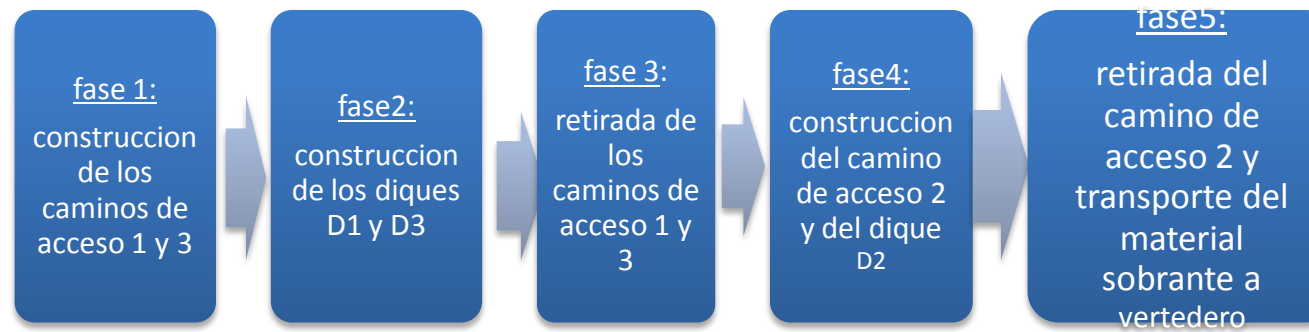 fase 1:
construccion
de los
caminos de
acceso 1 y 3
fase2:
construccion
de los diques
D1 y D3
fase 3:
retirada de
los
caminos de
acceso 1 y
3
fase4:
construccion
del camino
de acceso 2
y del dique
D2
fase5:
retirada del
camino de
acceso 2 y
transporte del
material
sobrante a
vertedero